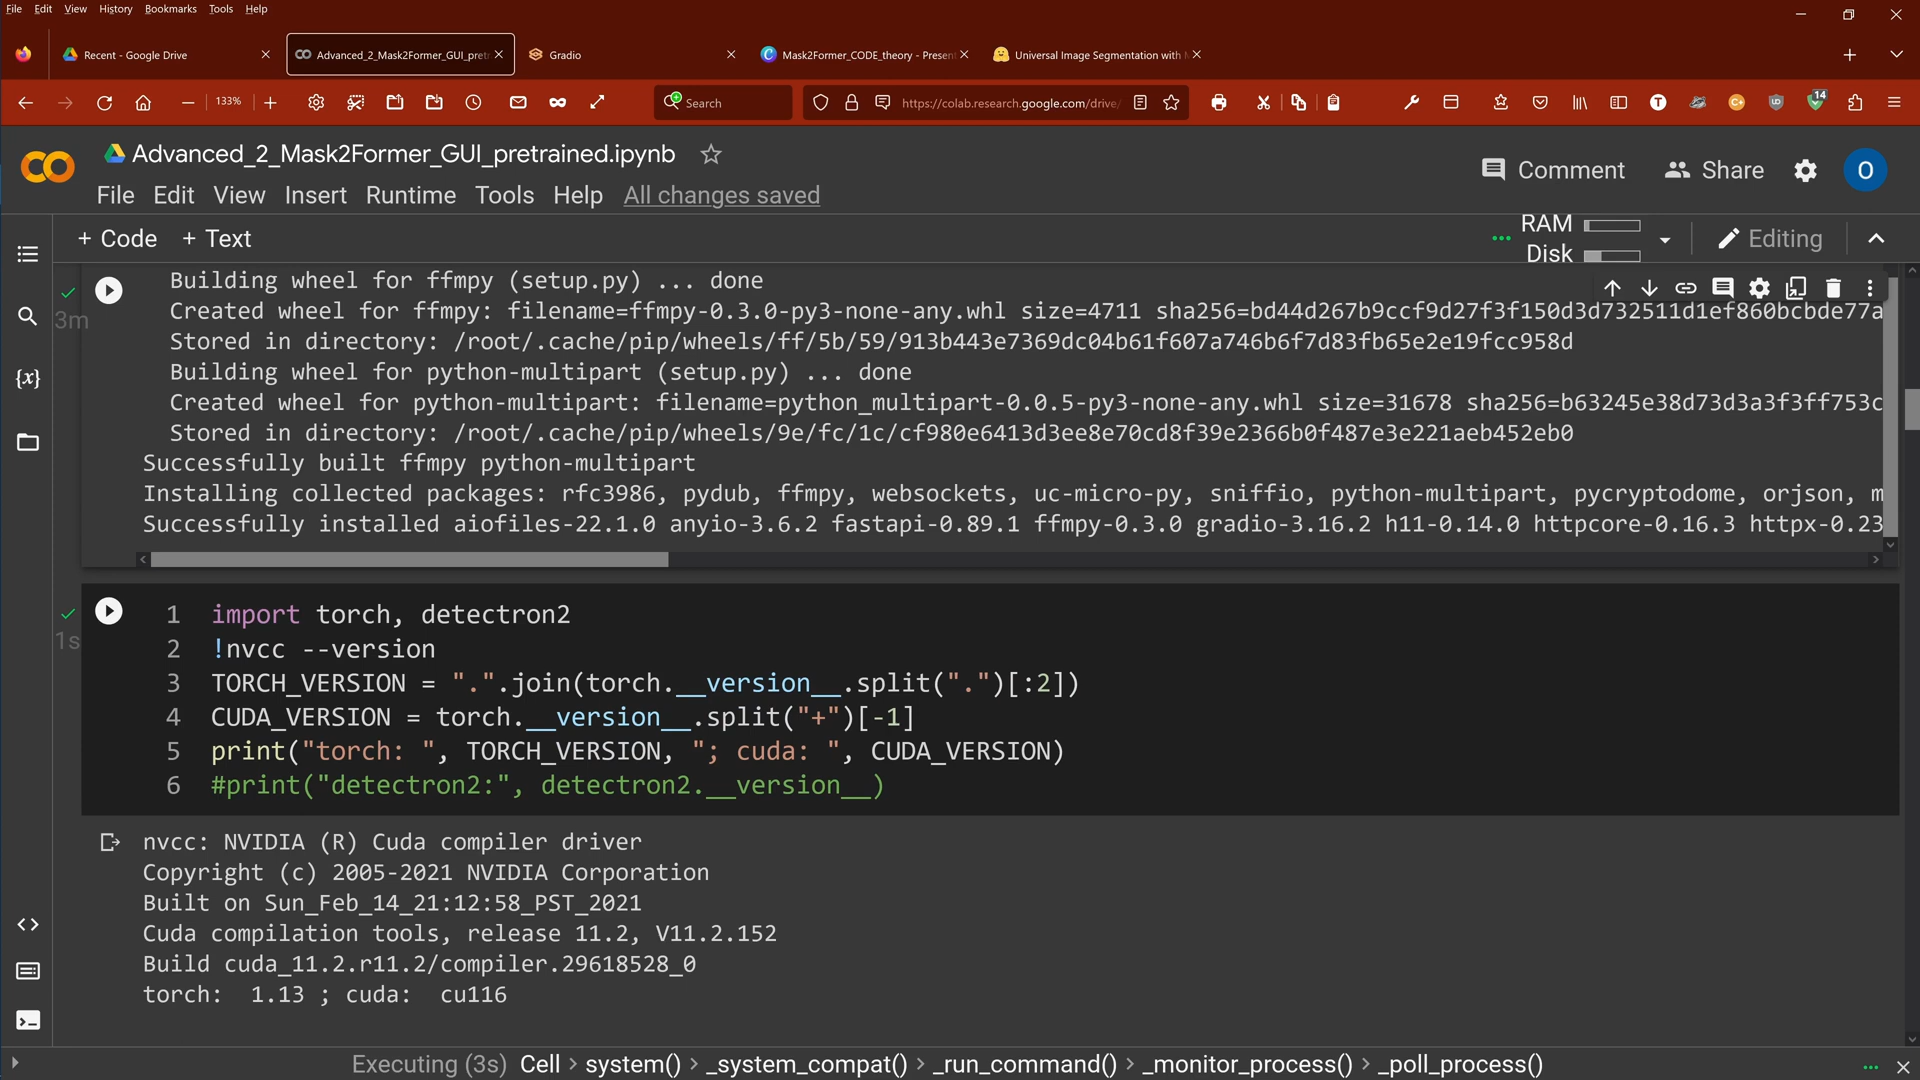 File Edit View History Bookmarks Tools Help
Recent - Google Drive
Advanced_2_Mask2Former_GUI_pretr
Gradio
Mask2Former_CODE_theory - Presen
Universal Image Segmentation with
133%
Search
https://colab.research.google.com/drive/
14
Advanced_2_Mask2Former_GUI_pretrained.ipynb
Comment Share O
File Edit View Insert Runtime Tools Help All changes saved
+ Code + Text
RAM
Disk
Editing
3m
Building wheel for ffmpy (setup.py) ... done
Created wheel for ffmpy: filename=ffmpy-0.3.0-py3-none-any.whl size=4711 sha256=bd44d267b9ccf9d27f3f150d3d732511d1ef860bcbde77a
Stored in directory: /root/.cache/pip/wheels/ff/5b/59/913b443e7369dc04b61f607a746b6f7d83fb65e2e19fcc958d
Building wheel for python-multipart (setup.py) ... done
Created wheel for python-multipart: filename=python_multipart-0.0.5-py3-none-any.whl size=31678 sha256=b63245e38d73d3a3f3ff753c
Stored in directory: /root/.cache/pip/wheels/9e/fc/1c/cf980e6413d3ee8e70cd8f39e2366b0f487e3e221aeb452eb0
Successfully built ffmpy python-multipart
Installing collected packages: rfc3986, pydub, ffmpy, websockets, uc-micro-py, sniffio, python-multipart, pycryptodome, orjson, m
Successfully installed aiofiles-22.1.0 anyio-3.6.2 fastapi-0.89.1 ffmpy-0.3.0 gradio-3.16.2 h11-0.14.0 httpcore-0.16.3 httpx-0.23
1s
1 import torch, detectron2
2 !nvcc --version
3 TORCH_VERSION = ".".join(torch.__version__.split(".")[:2])
4 CUDA_VERSION = torch.__version__.split("+")[-1]
5 print("torch: ", TORCH_VERSION, "; cuda: ", CUDA_VERSION)
6 #print("detectron2:", detectron2.__version__)
nvcc: NVIDIA (R) Cuda compiler driver
Copyright (c) 2005-2021 NVIDIA Corporation
Built on Sun_Feb_14_21:12:58_PST_2021
Cuda compilation tools, release 11.2, V11.2.152
Build cuda_11.2.r11.2/compiler.29618528_0
torch:  1.13 ; cuda:  cu116
Executing (3s) Cell > system() > _system_compat() > _run_command() > _monitor_process() > _poll_process()